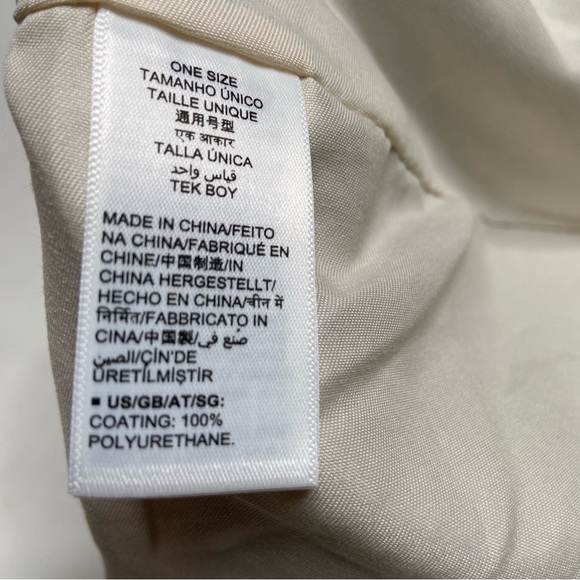 ONE SIZE
TAMANHO ÚNICO
TAILLE UNIQUE
通用号型
एक आकार
TALLA ÚNICA
قياس واحد
TEK BOY
MADE IN CHINA/FEITO
NA CHINA/FABRIQUÉ EN
CHINE/中国制造/IN
CHINA HERGESTELLT/
HECHO EN CHINA/चीन में
निर्मित/FABBRICATO IN
CINA/中国製/صنع في
الصين/ÇİN'DE
ÜRETİLMİŞTİR
▪ US/GB/AT/SG:
COATING: 100%
POLYURETHANE.